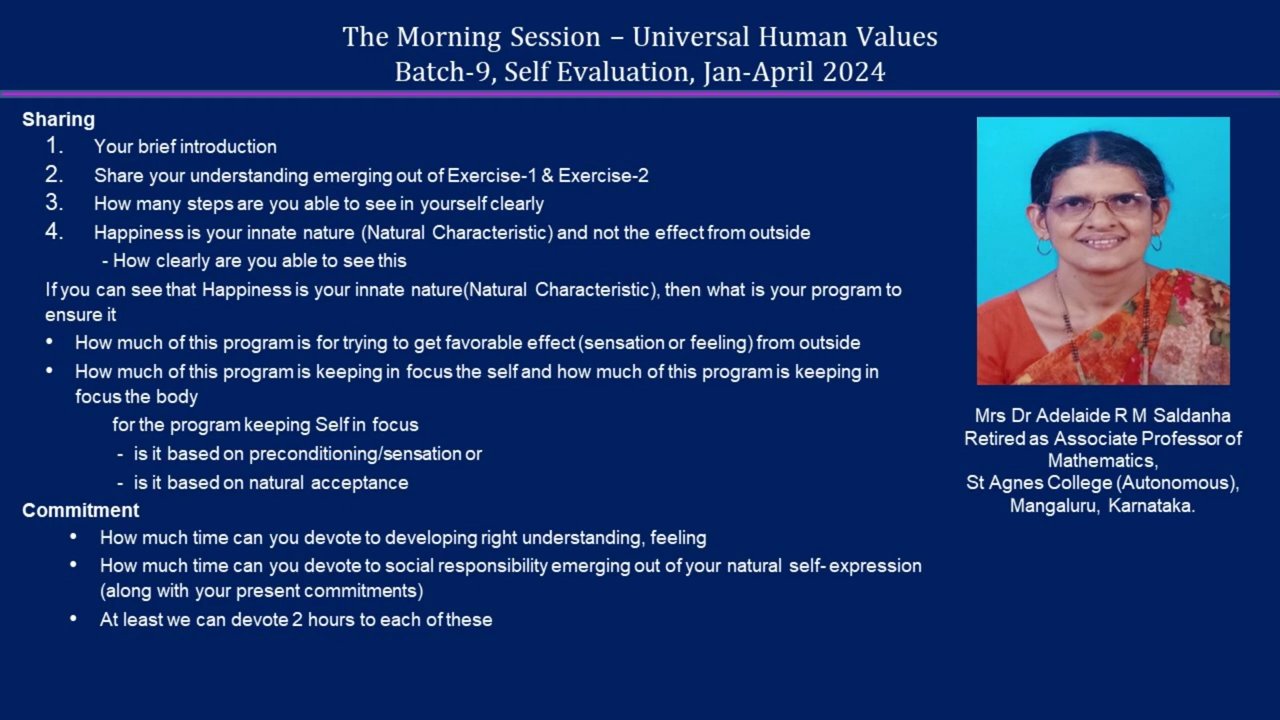 The Morning Session – Universal Human Values
Batch-9, Self Evaluation, Jan-April 2024
Sharing
1. Your brief introduction
2. Share your understanding emerging out of Exercise-1 & Exercise-2
3. How many steps are you able to see in yourself clearly
4. Happiness is your innate nature (Natural Characteristic) and not the effect from outside
- How clearly are you able to see this
If you can see that Happiness is your innate nature(Natural Characteristic), then what is your program to
ensure it
• How much of this program is for trying to get favorable effect (sensation or feeling) from outside
• How much of this program is keeping in focus the self and how much of this program is keeping in
focus the body
for the program keeping Self in focus
- is it based on preconditioning/sensation or
- is it based on natural acceptance
Commitment
• How much time can you devote to developing right understanding, feeling
• How much time can you devote to social responsibility emerging out of your natural self-expression
(along with your present commitments)
• At least we can devote 2 hours to each of these
Mrs Dr Adelaide R M Saldanha
Retired as Associate Professor of
Mathematics,
St Agnes College (Autonomous),
Mangaluru, Karnataka.